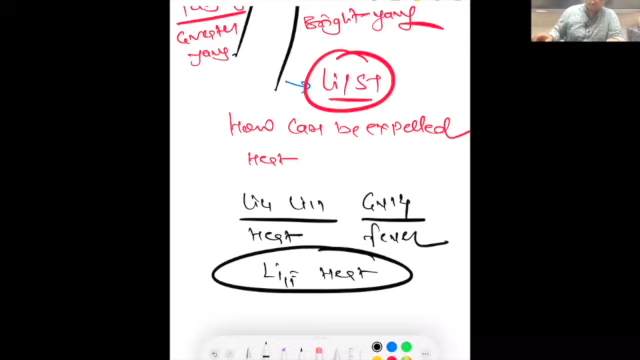 Greater Bright yang
yang
Li/St
How can be expelled
Heat
Li4 Li11 GV14
Heat fever
Li11 = Heat